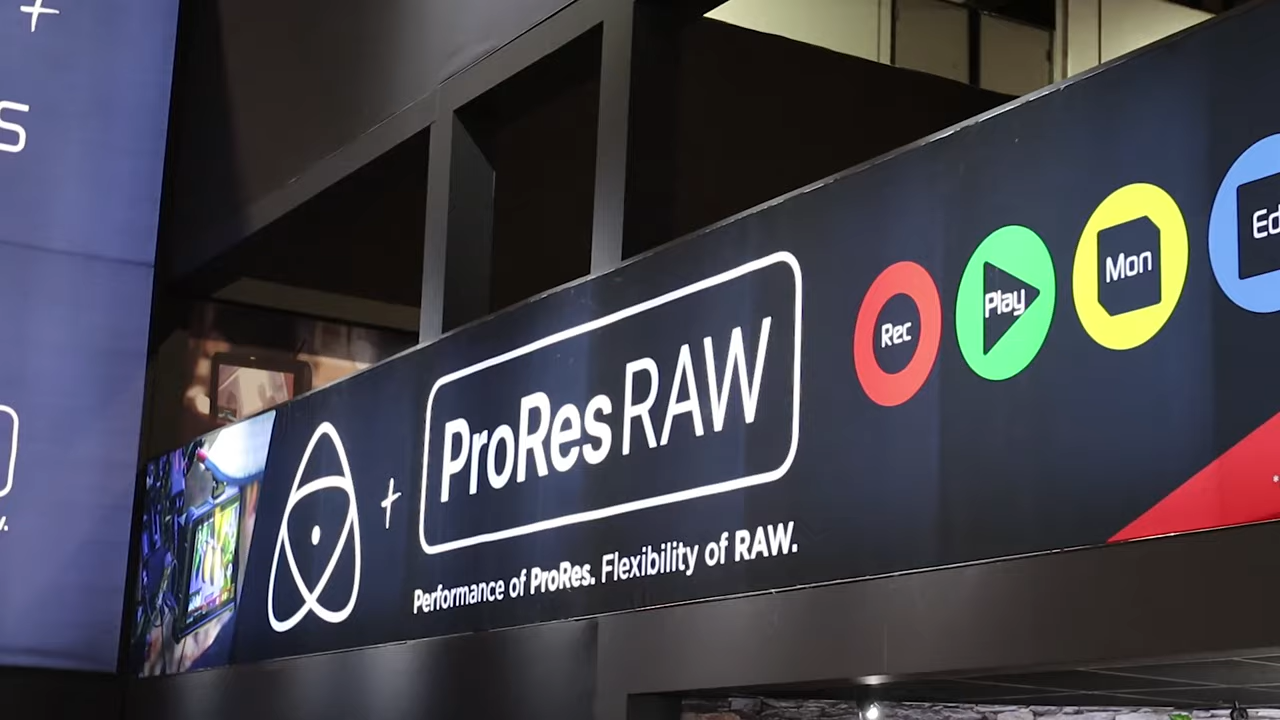 +
S
+
ProRes RAW
Performance of ProRes. Flexibility of RAW.
Rec
Play
Mon
Ed